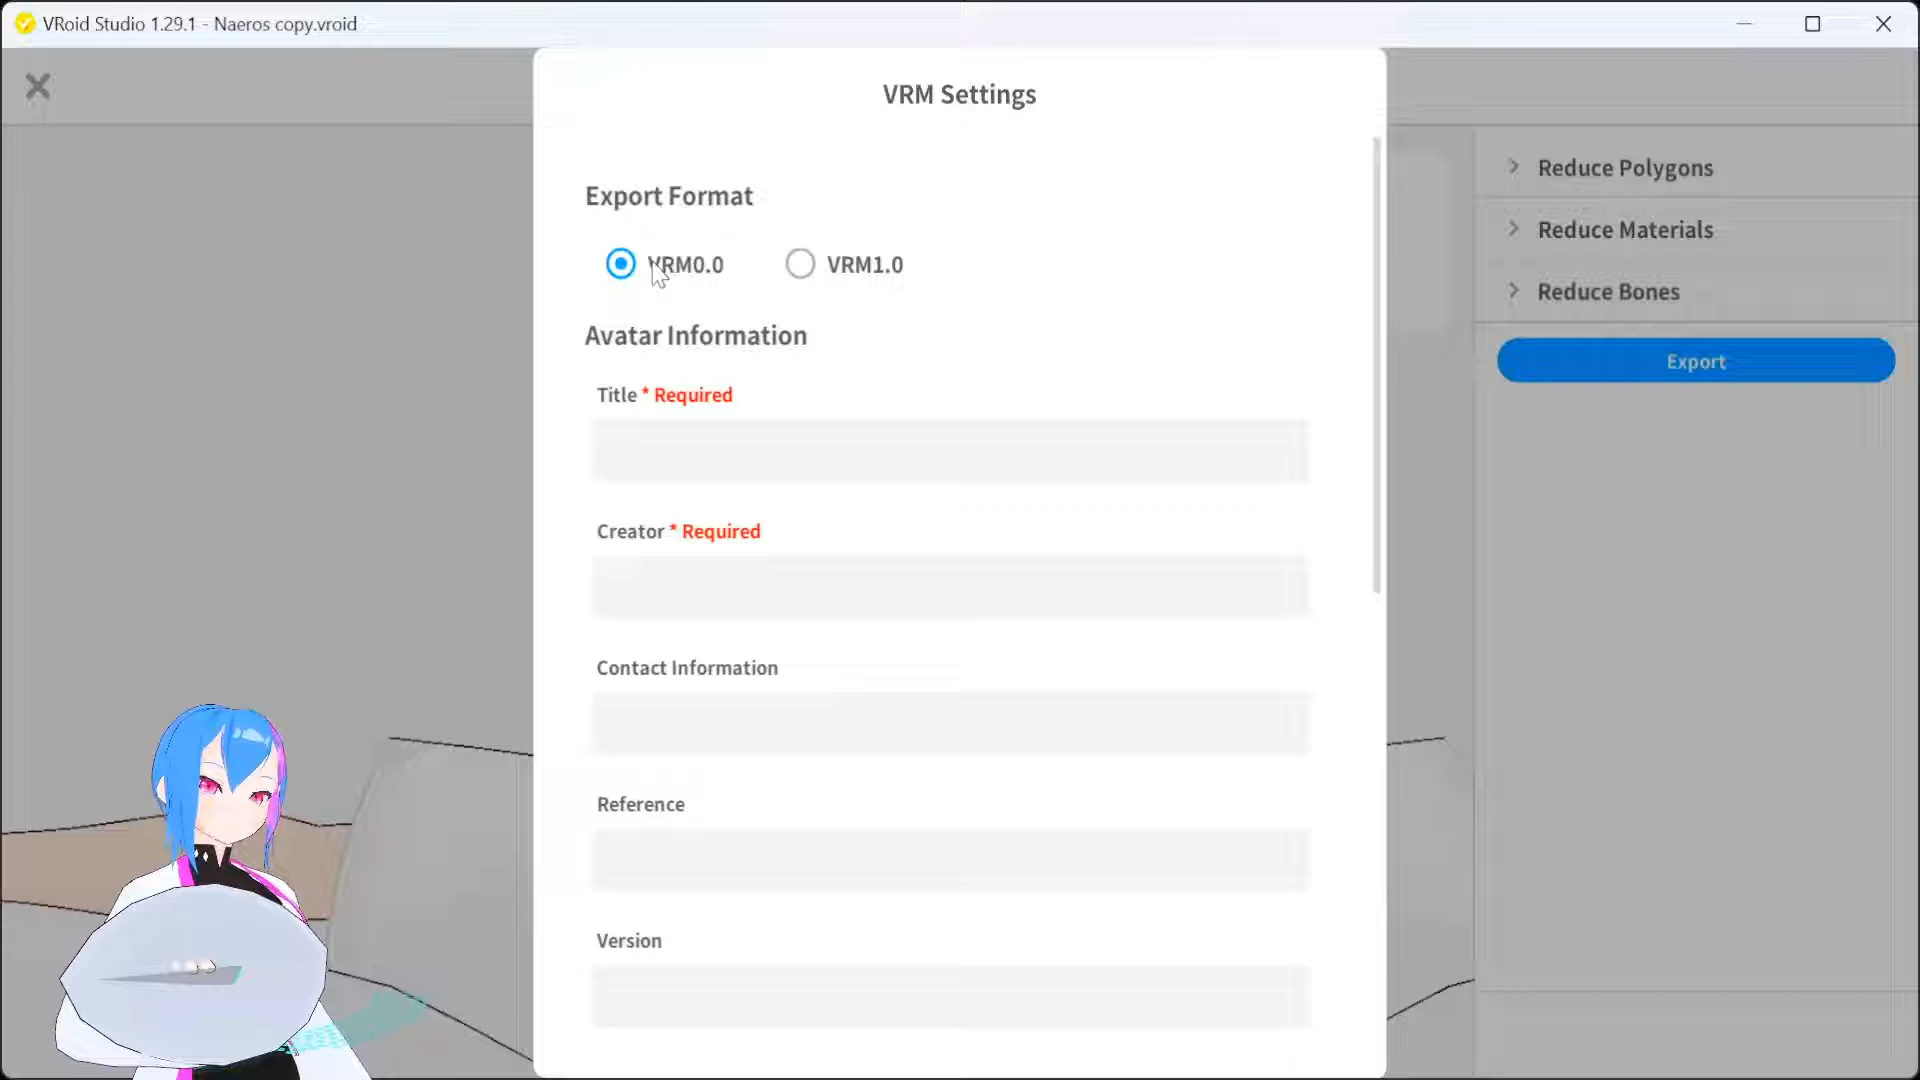 VRoid Studio 1.29.1 - Naeros copy.vroid
VRM Settings
Export Format
VRM0.0
VRM1.0
Avatar Information
Title * Required
Creator * Required
Contact Information
Reference
Version
Reduce Polygons
Reduce Materials
Reduce Bones
Export